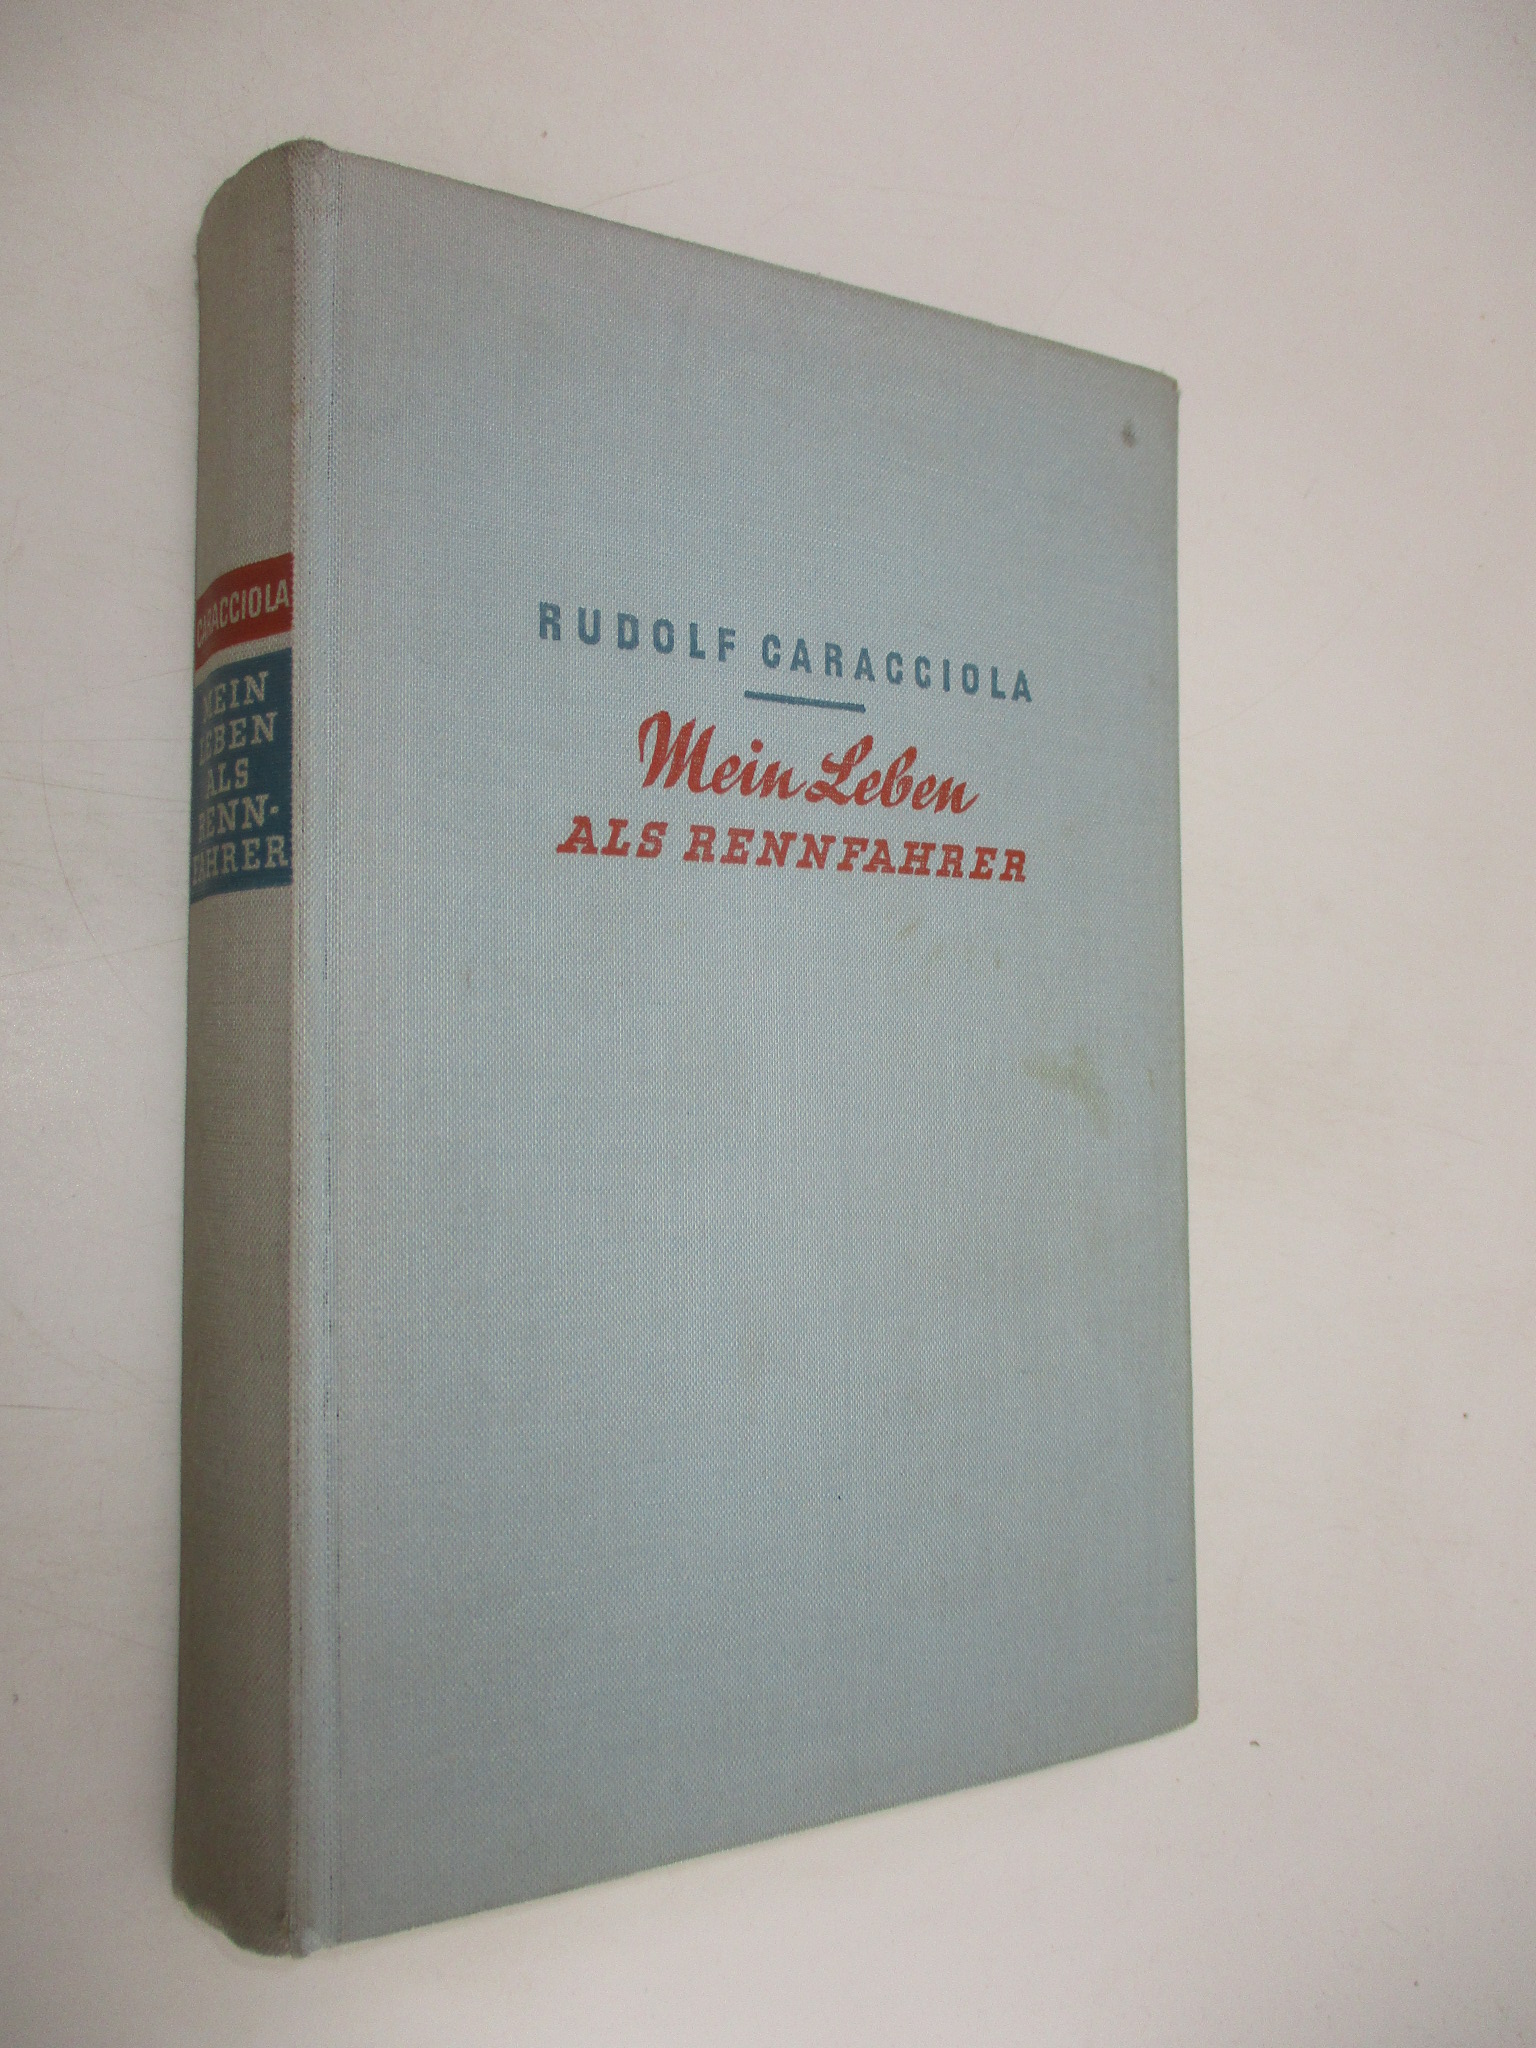 CARACCIOLA
MEIN
LEBEN
ALS
RENN-
FAHRER
RUDOLF CARACCIOLA
Mein Leben
ALS RENNFAHRER